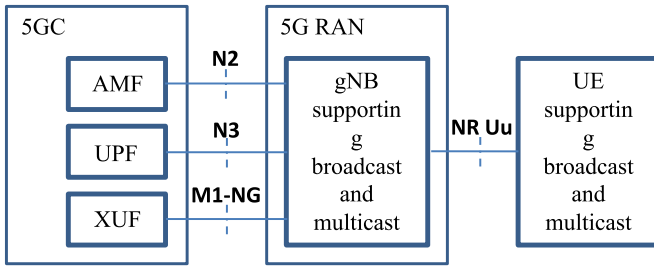 5GC
5G RAN
AMF
UPF
XUF
N2
N3
M1-NG
gNB
supportin
g
broadcast
and
multicast
NR Uu
UE
supportin
g
broadcast
and
multicast